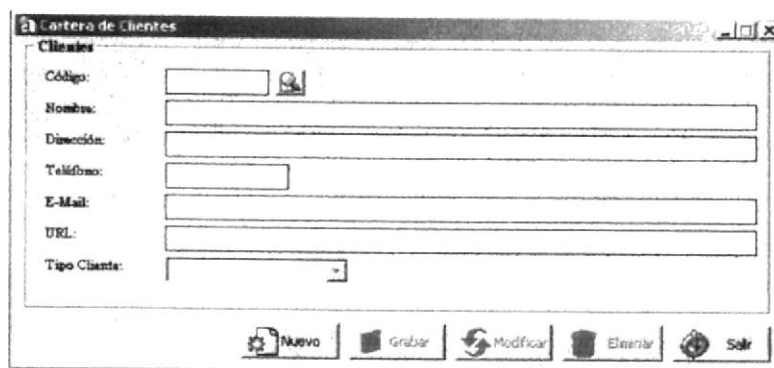 Cartera de Clientes
Clientes
Código:
Nombre:
Dirección:
Teléfono:
E-Mail:
URL:
Tipo Cliente:
Nuevo Grabar Modificar Eliminar Salir